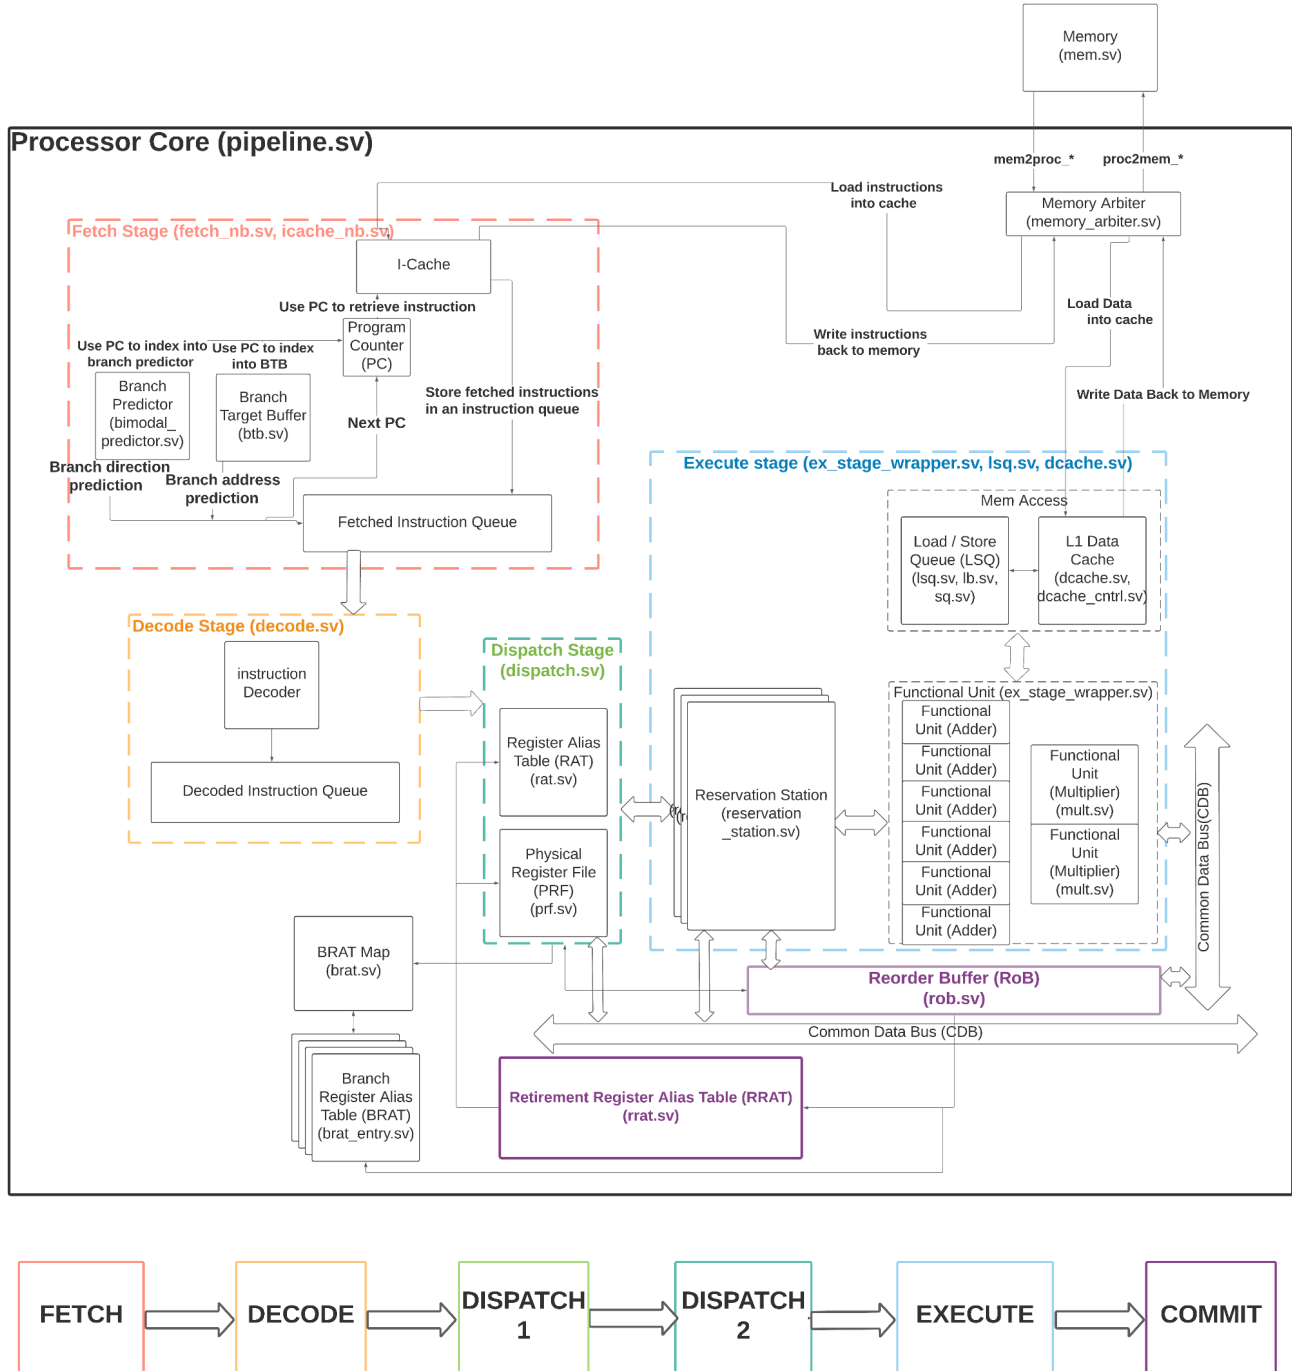 Memory
(mem.sv)
Processor Core (pipeline.sv)
mem2proc_*
proc2mem_*
Load instructions
into cache
Memory Arbiter
(memory_arbiter.sv)
Fetch Stage (fetch_nb.sv, icache_nb.sv)
I-Cache
Use PC to retrieve instruction
Program
Counter
(PC)
Load Data
into cache
Write instructions
back to memory
Use PC to index into
branch predictor
Use PC to index
into BTB
Branch
Predictor
(bimodal_
predictor.sv)
Branch
Target Buffer
(btb.sv)
Store fetched instructions
in an instruction queue
Next PC
Write Data Back to Memory
Branch direction
prediction
Branch address
prediction
Fetched Instruction Queue
Execute stage (ex_stage_wrapper.sv, lsq.sv, dcache.sv)
Mem Access
Load / Store
Queue (LSQ)
(lsq.sv, lb.sv,
sq.sv)
L1 Data
Cache
(dcache.sv,
dcache_cntrl.sv)
Decode Stage (decode.sv)
instruction
Decoder
Decoded Instruction Queue
Dispatch Stage
(dispatch.sv)
Register Alias
Table (RAT)
(rat.sv)
Physical
Register File
(PRF)
(prf.sv)
Reservation Station
(reservation
_station.sv)
Functional Unit (ex_stage_wrapper.sv)
Functional
Unit (Adder)
Functional
Unit (Adder)
Functional
Unit (Adder)
Functional
Unit (Adder)
Functional
Unit (Adder)
Functional
Unit (Adder)
Functional
Unit
(Multiplier)
(mult.sv)
Functional
Unit
(Multiplier)
(mult.sv)
Common Data Bus(CDB)
BRAT Map
(brat.sv)
Reorder Buffer (RoB)
(rob.sv)
Common Data Bus (CDB)
Branch
Register Alias
Table (BRAT)
(brat_entry.sv)
Retirement Register Alias Table (RRAT)
(rrat.sv)
FETCH
DECODE
DISPATCH
1
DISPATCH
2
EXECUTE
COMMIT